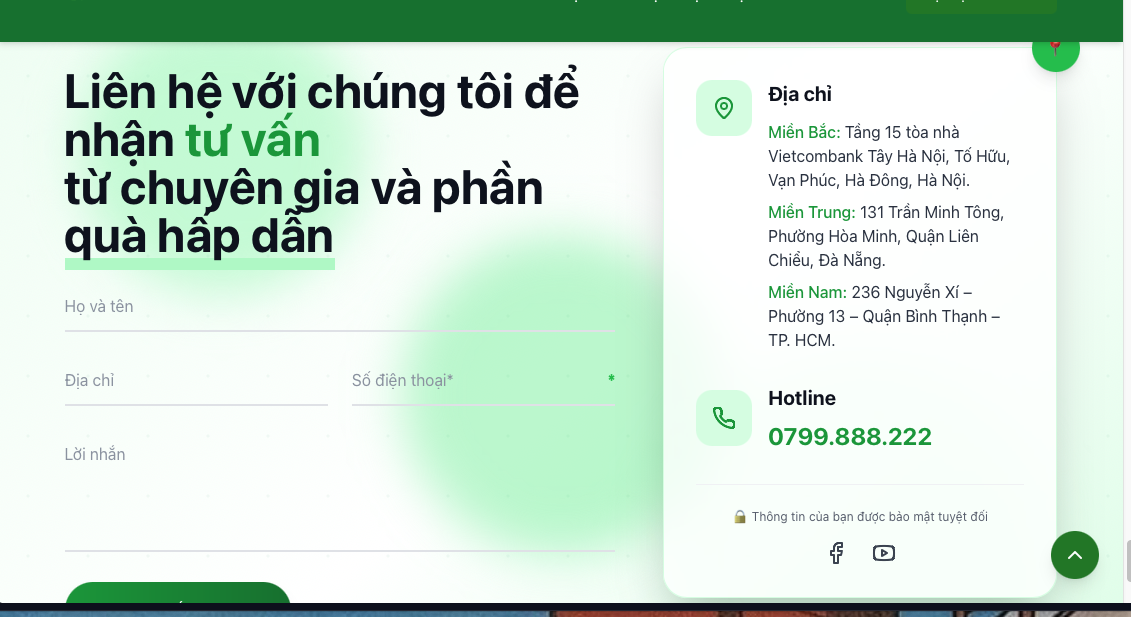 Liên hệ với chúng tôi để
nhận tư vấn
từ chuyên gia và phần
quà hấp dẫn
Họ và tên
Địa chỉ
Số điện thoại*
*
Lời nhắn
Địa chỉ
Miền Bắc: Tầng 15 tòa nhà
Vietcombank Tây Hà Nội, Tố Hữu,
Vạn Phúc, Hà Đông, Hà Nội.
Miền Trung: 131 Trần Minh Tông,
Phường Hòa Minh, Quận Liên
Chiểu, Đà Nẵng.
Miền Nam: 236 Nguyễn Xí –
Phường 13 – Quận Bình Thạnh –
TP. HCM.
Hotline
0799.888.222
🔒 Thông tin của bạn được bảo mật tuyệt đối